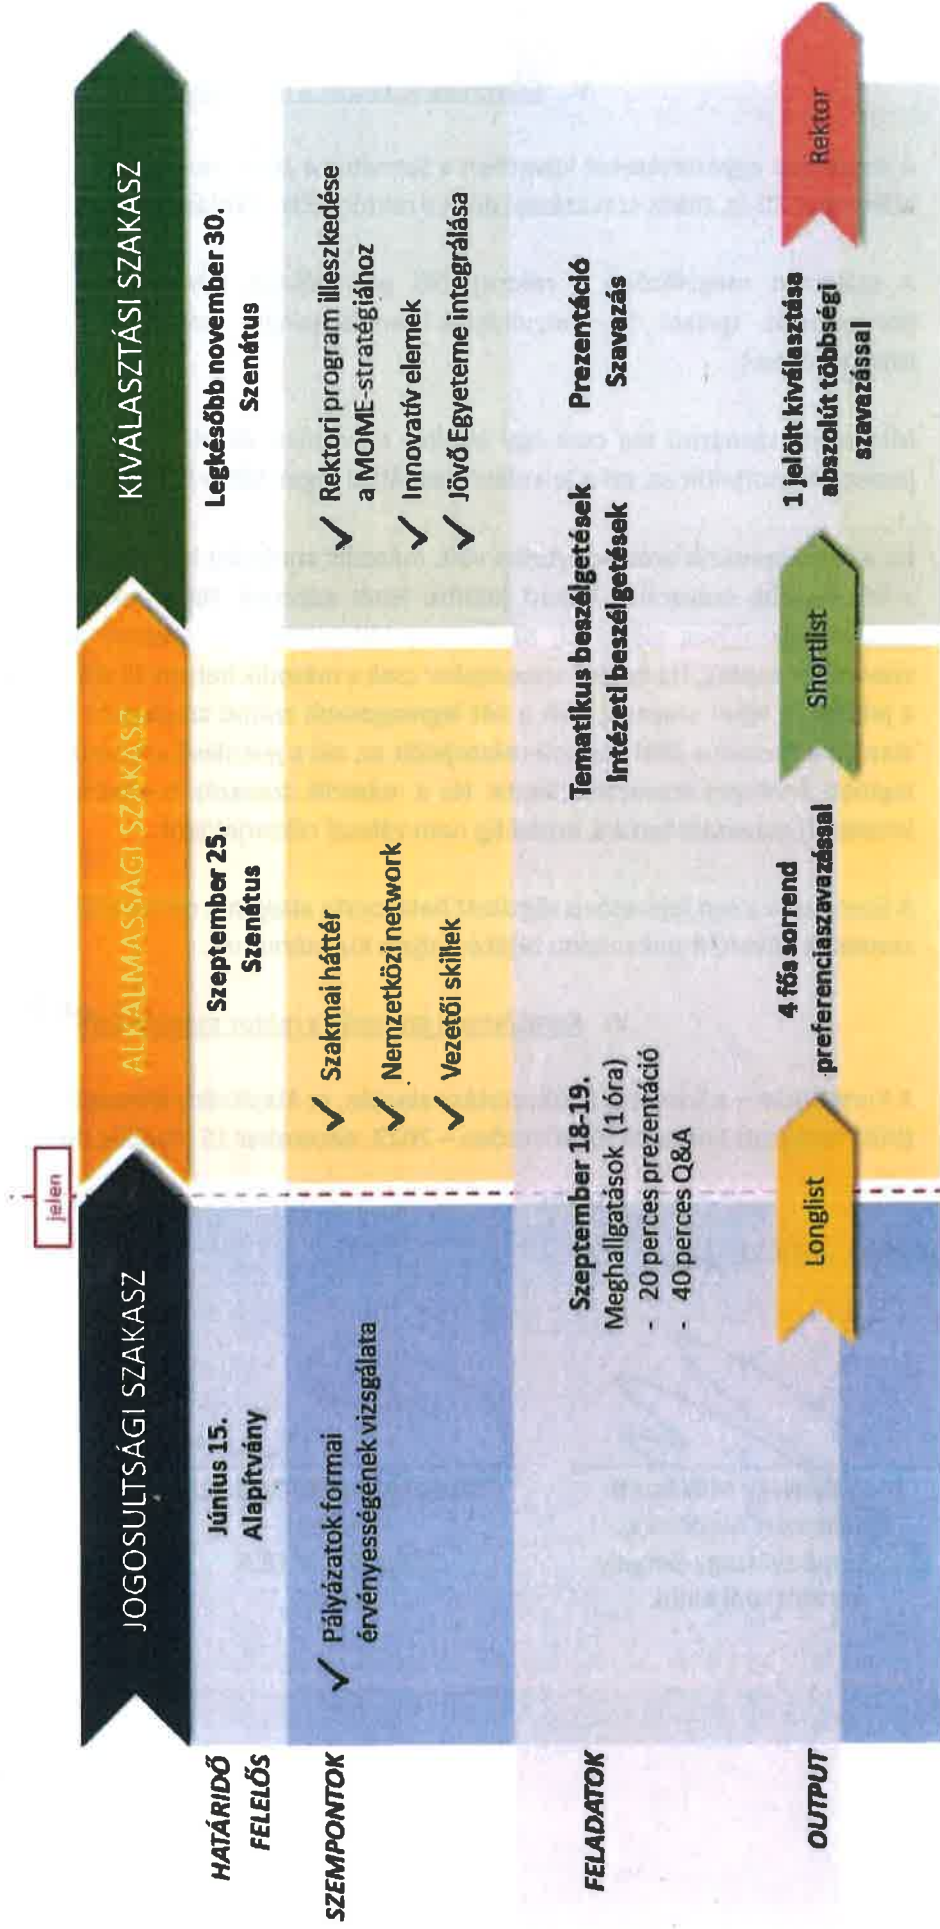 jelen
JOGOSULTSÁGI SZAKASZ
ALKALMASSÁGI SZAKASZ
KIVÁLASZTÁSI SZAKASZ
HATÁRIDŐ
FELELŐS
Június 15.
Alapítvány
Szeptember 25.
Szenátus
Legkésőbb november 30.
Szenátus
SZEMPONTOK
✓ Pályázatok formai
érvényességének vizsgálata
✓ Szakmai háttér
✓ Nemzetközi network
✓ Vezetői skillek
✓ Rektori program illeszkedése
a MOME-stratégiához
✓ Innovatív elemek
✓ Jövő Egyeteme integrálása
FELADATOK
Szeptember 18-19.
Meghallgatások (1 óra)
- 20 perces prezentáció
- 40 perces Q&A
Tematikus beszélgetések
Intézeti beszélgetések
Prezentáció
Szavazás
OUTPUT
Longlist
4 fős sorrend
preferenciaszavazással
Shortlist
1 jelölt kiválasztása
abszolút többségi
szavazással
Rektor